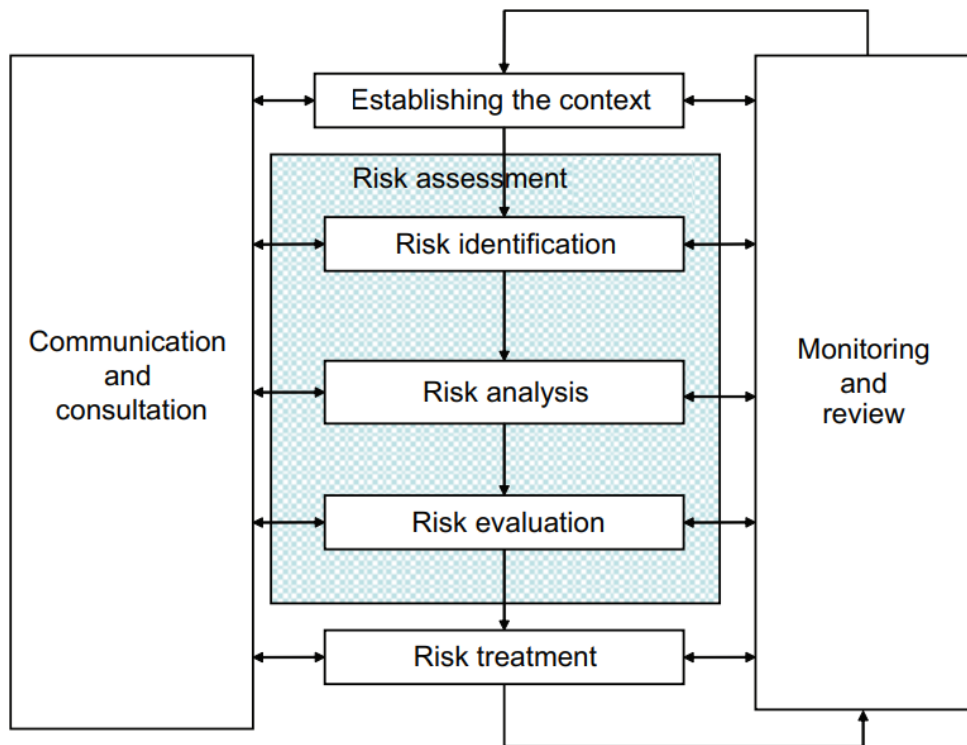 Establishing the context
Risk assessment
Risk identification
Communication
and
consultation
Monitoring
and
review
Risk analysis
Risk evaluation
Risk treatment